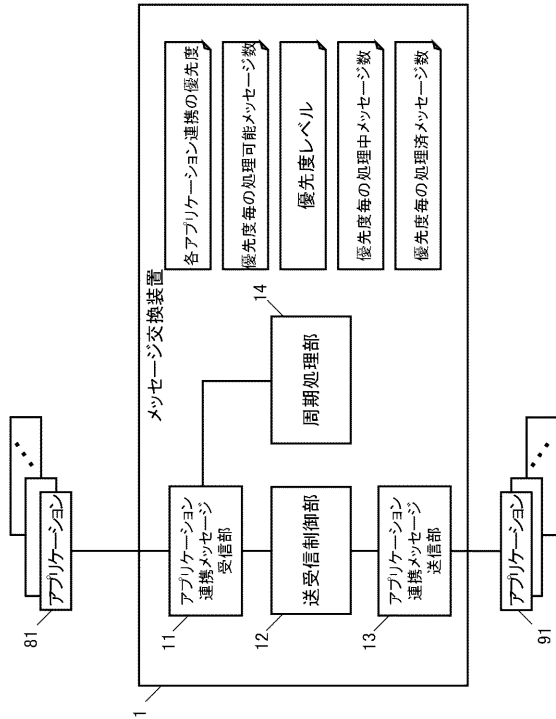 メッセージ交換装置
1
81
アプリケーション
アプリケーション
連携メッセージ
受信部
11
送受信制御部
12
アプリケーション
連携メッセージ
送信部
13
周期処理部
14
アプリケーション
91
各アプリケーション連携の優先度
優先度毎の処理可能メッセージ数
優先度レベル
優先度毎の処理中メッセージ数
優先度毎の処理済メッセージ数